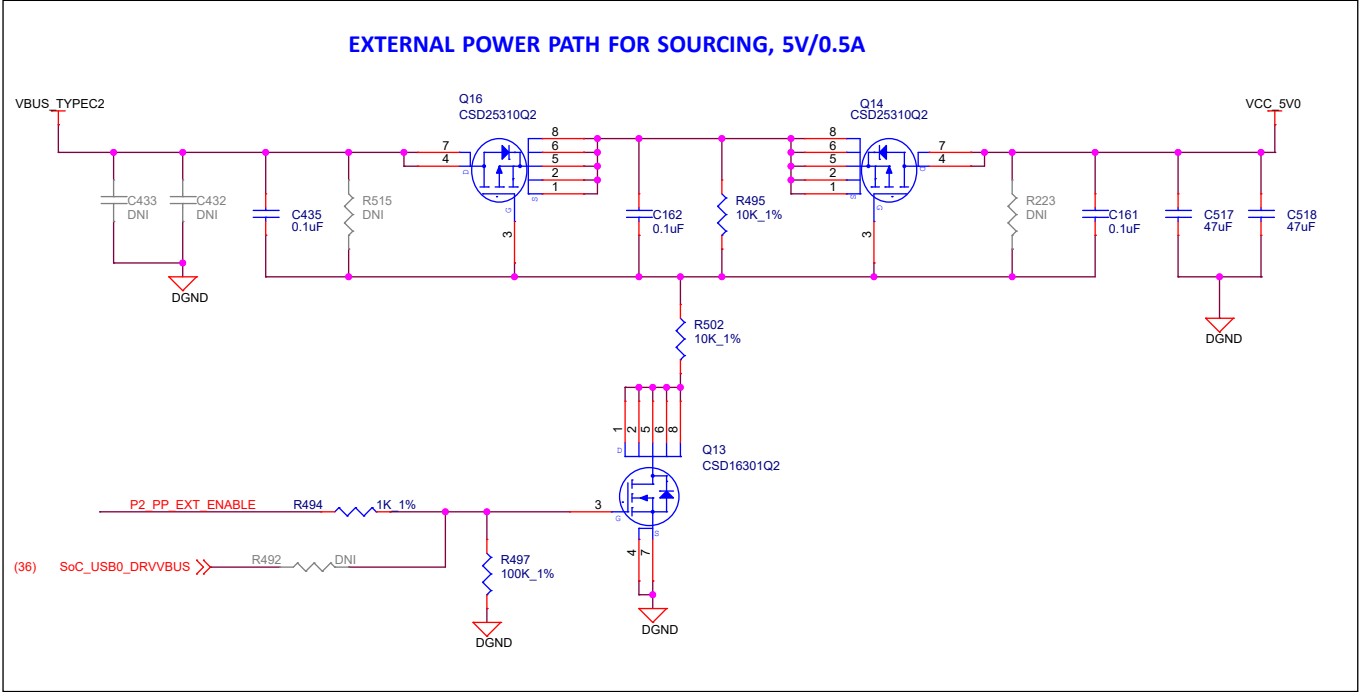 EXTERNAL POWER PATH FOR SOURCING, 5V/0.5A
VBUS_TYPEC2
Q16
CSD25310Q2
Q14
CSD25310Q2
VCC_5V0
7
4
D
8
6
5
2
1
S
G
3
8
6
5
2
1
S
7
4
D
G
3
C433
DNI
C432
DNI
C435
0.1uF
R515
DNI
C162
0.1uF
R495
10K_1%
R223
DNI
C161
0.1uF
C517
47uF
C518
47uF
DGND
DGND
R502
10K_1%
1
2
5
6
8
D
Q13
CSD16301Q2
P2_PP_EXT_ENABLE
R494
1K_1%
3
G
S
4
7
(36)
SoC_USB0_DRVVBUS
R492
DNI
R497
100K_1%
DGND
DGND